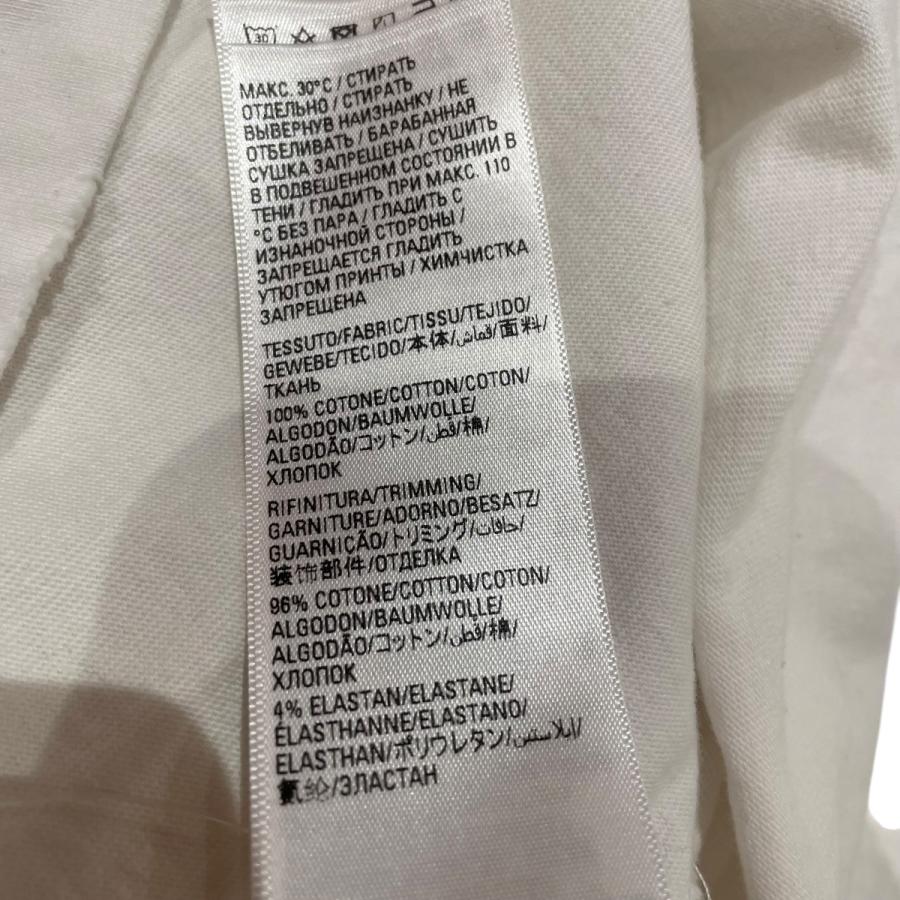 30
МАКС. 30°C / СТИРАТЬ
ОТДЕЛЬНО / СТИРАТЬ
ВЫВЕРНУВ НАИЗНАНКУ / НЕ
ОТБЕЛИВАТЬ / БАРАБАННАЯ
СУШКА ЗАПРЕЩЕНА / СУШИТЬ
В ПОДВЕШЕННОМ СОСТОЯНИИ В
ТЕНИ / ГЛАДИТЬ ПРИ МАКС. 110
°C БЕЗ ПАРА / ГЛАДИТЬ С
ИЗНАНОЧНОЙ СТОРОНЫ /
ЗАПРЕЩАЕТСЯ ГЛАДИТЬ
УТЮГОМ ПРИНТЫ / ХИМЧИСТКА
ЗАПРЕЩЕНА
TESSUTO/FABRIC/TISSU/TEJIDO/
GEWEBE/TECIDO/本体/قماش/面料/
ТКАНЬ
100% COTONE/COTTON/COTON/
ALGODON/BAUMWOLLE/
ALGODÃO/コットン/قطن/棉/
ХЛОПОК
RIFINITURA/TRIMMING/
GARNITURE/ADORNO/BESATZ/
GUARNIÇÃO/トリミング/حافات/
装饰部件/ОТДЕЛКА
96% COTONE/COTTON/COTON/
ALGODON/BAUMWOLLE/
ALGODÃO/コットン/قطن/棉/
ХЛОПОК
4% ELASTAN/ELASTANE/
ÉLASTHANNE/ELASTANO/
ELASTHAN/ポリウレタン/إيلاستين/
氨纶/ЭЛАСТАН